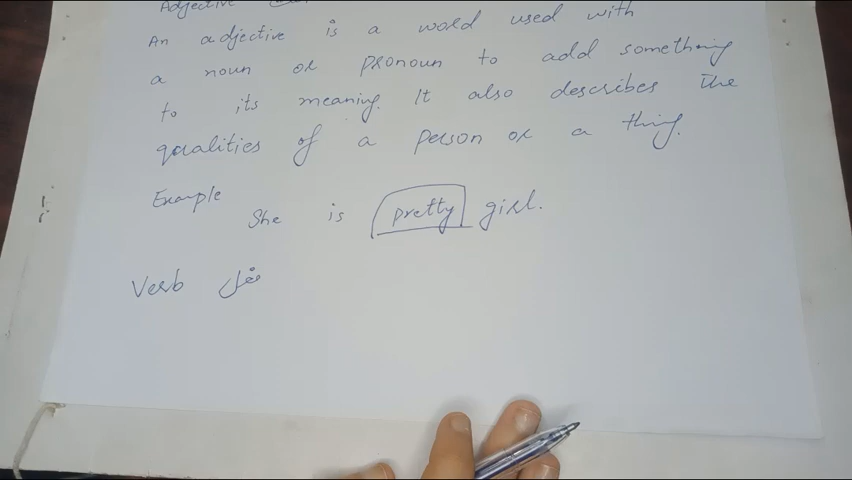 Adjective
An adjective is a word used with
a noun or pronoun to add something
to its meaning. It also describes the
qualities of a person or a thing.
Example
She is pretty girl.
Verb فعل